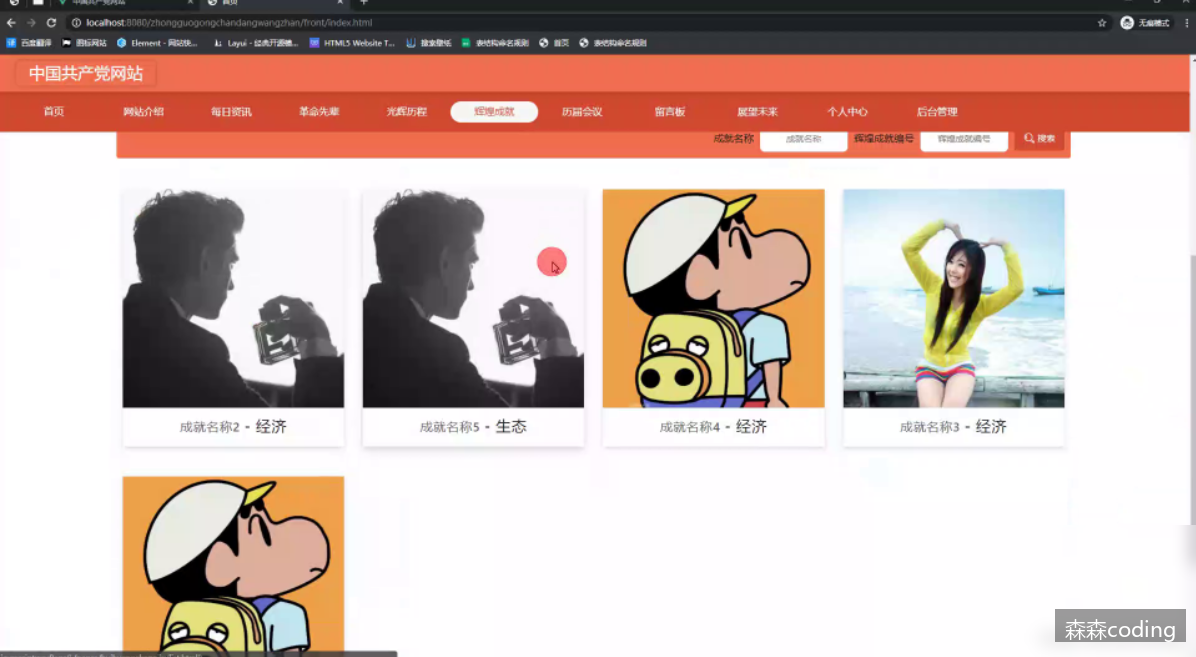 中国共产党网站
首页
localhost:8080/zhongguogongchandangwangzhan/front/index.html
无痕模式
百度翻译 图标网站 Element - 网站快... Layui - 经典开源模... HTML5 Website T... 搜索壁纸 表结构命名规则 首页 表结构命名规则
中国共产党网站
首页 网站介绍 每日资讯 革命先辈 光辉历程 辉煌成就 历届会议 留言板 展望未来 个人中心 后台管理
成就名称 成就名称 辉煌成就编号 辉煌成就编号 搜索
成就名称2 - 经济 成就名称5 - 生态 成就名称4 - 经济 成就名称3 - 经济
森森coding